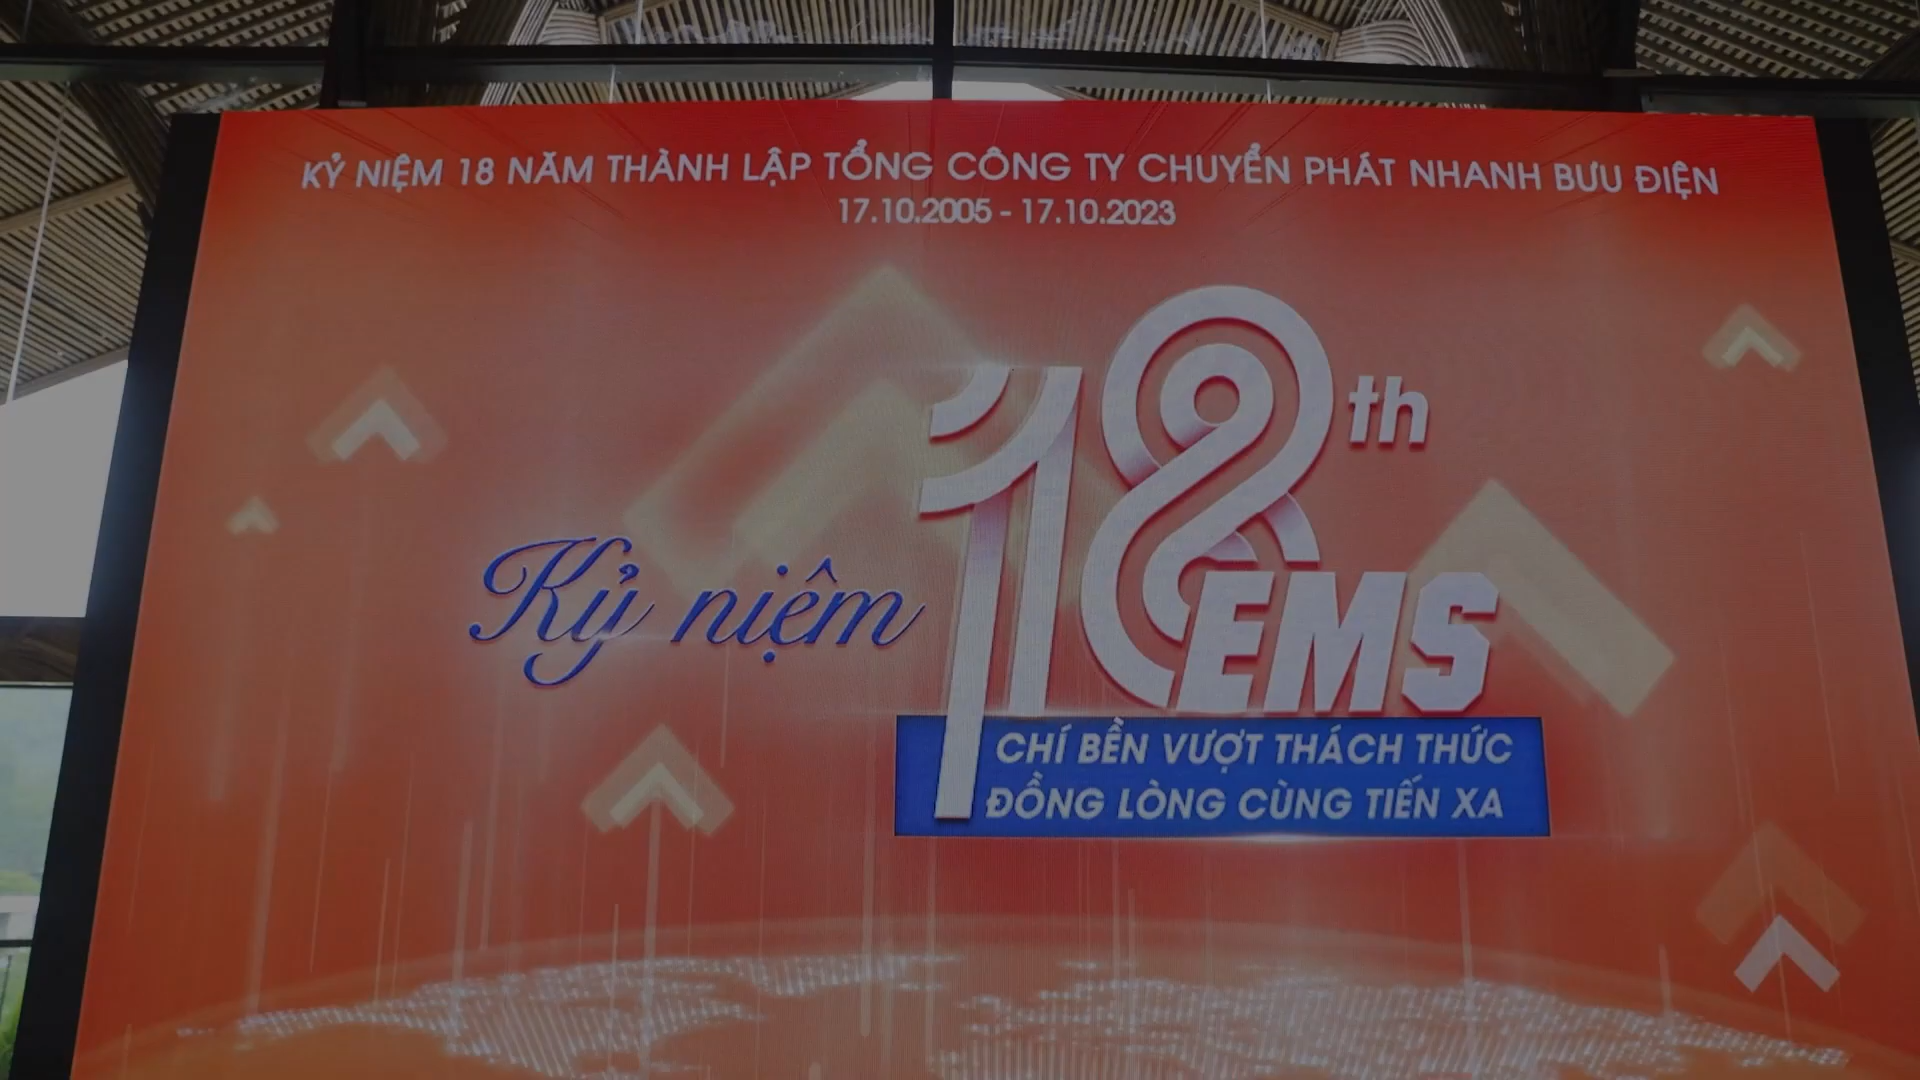 KỶ NIỆM 18 NĂM THÀNH LẬP TỔNG CÔNG TY CHUYỂN PHÁT NHANH BƯU ĐIỆN
17.10.2005 - 17.10.2023
Kỷ niệm 18th
EMS
CHÍ BỀN VƯỢT THÁCH THỨC
ĐỒNG LÒNG CÙNG TIẾN XA